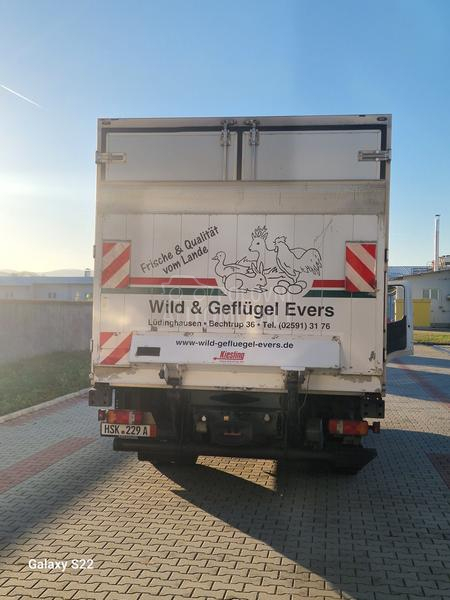 Frische & Qualität
vom Lande
Wild & Geflügel Evers
Lüdinghausen • Bechtrup 36 • Tel. (02591) 31 76
www.wild-gefluegel-evers.de
Kiesling
HSK 229 A
Galaxy S22